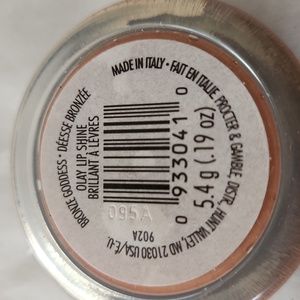 BRONZE GODDESS • DÉESSE BRONZÉE
OLAY LIP SHINE
BRILLANT À LÈVRES
MADE IN ITALY • FAIT EN ITALIE PROCTER & GAMBLE, DISTR., HUNT VALLEY, MD 21030 USA/E-U.
0 933041 0
5.4 g (.19 oz)
095A
902A